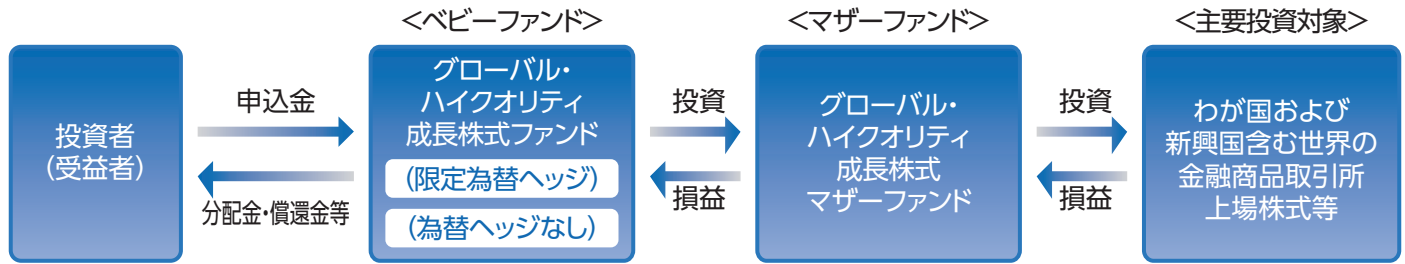 投資者
(受益者)
申込金
分配金・償還金等
<ベビーファンド>
グローバル・
ハイクオリティ
成長株式ファンド
(限定為替ヘッジ)
(為替ヘッジなし)
投資
損益
<マザーファンド>
グローバル・
ハイクオリティ
成長株式
マザーファンド
投資
損益
<主要投資対象>
わが国および
新興国含む世界の
金融商品取引所
上場株式等